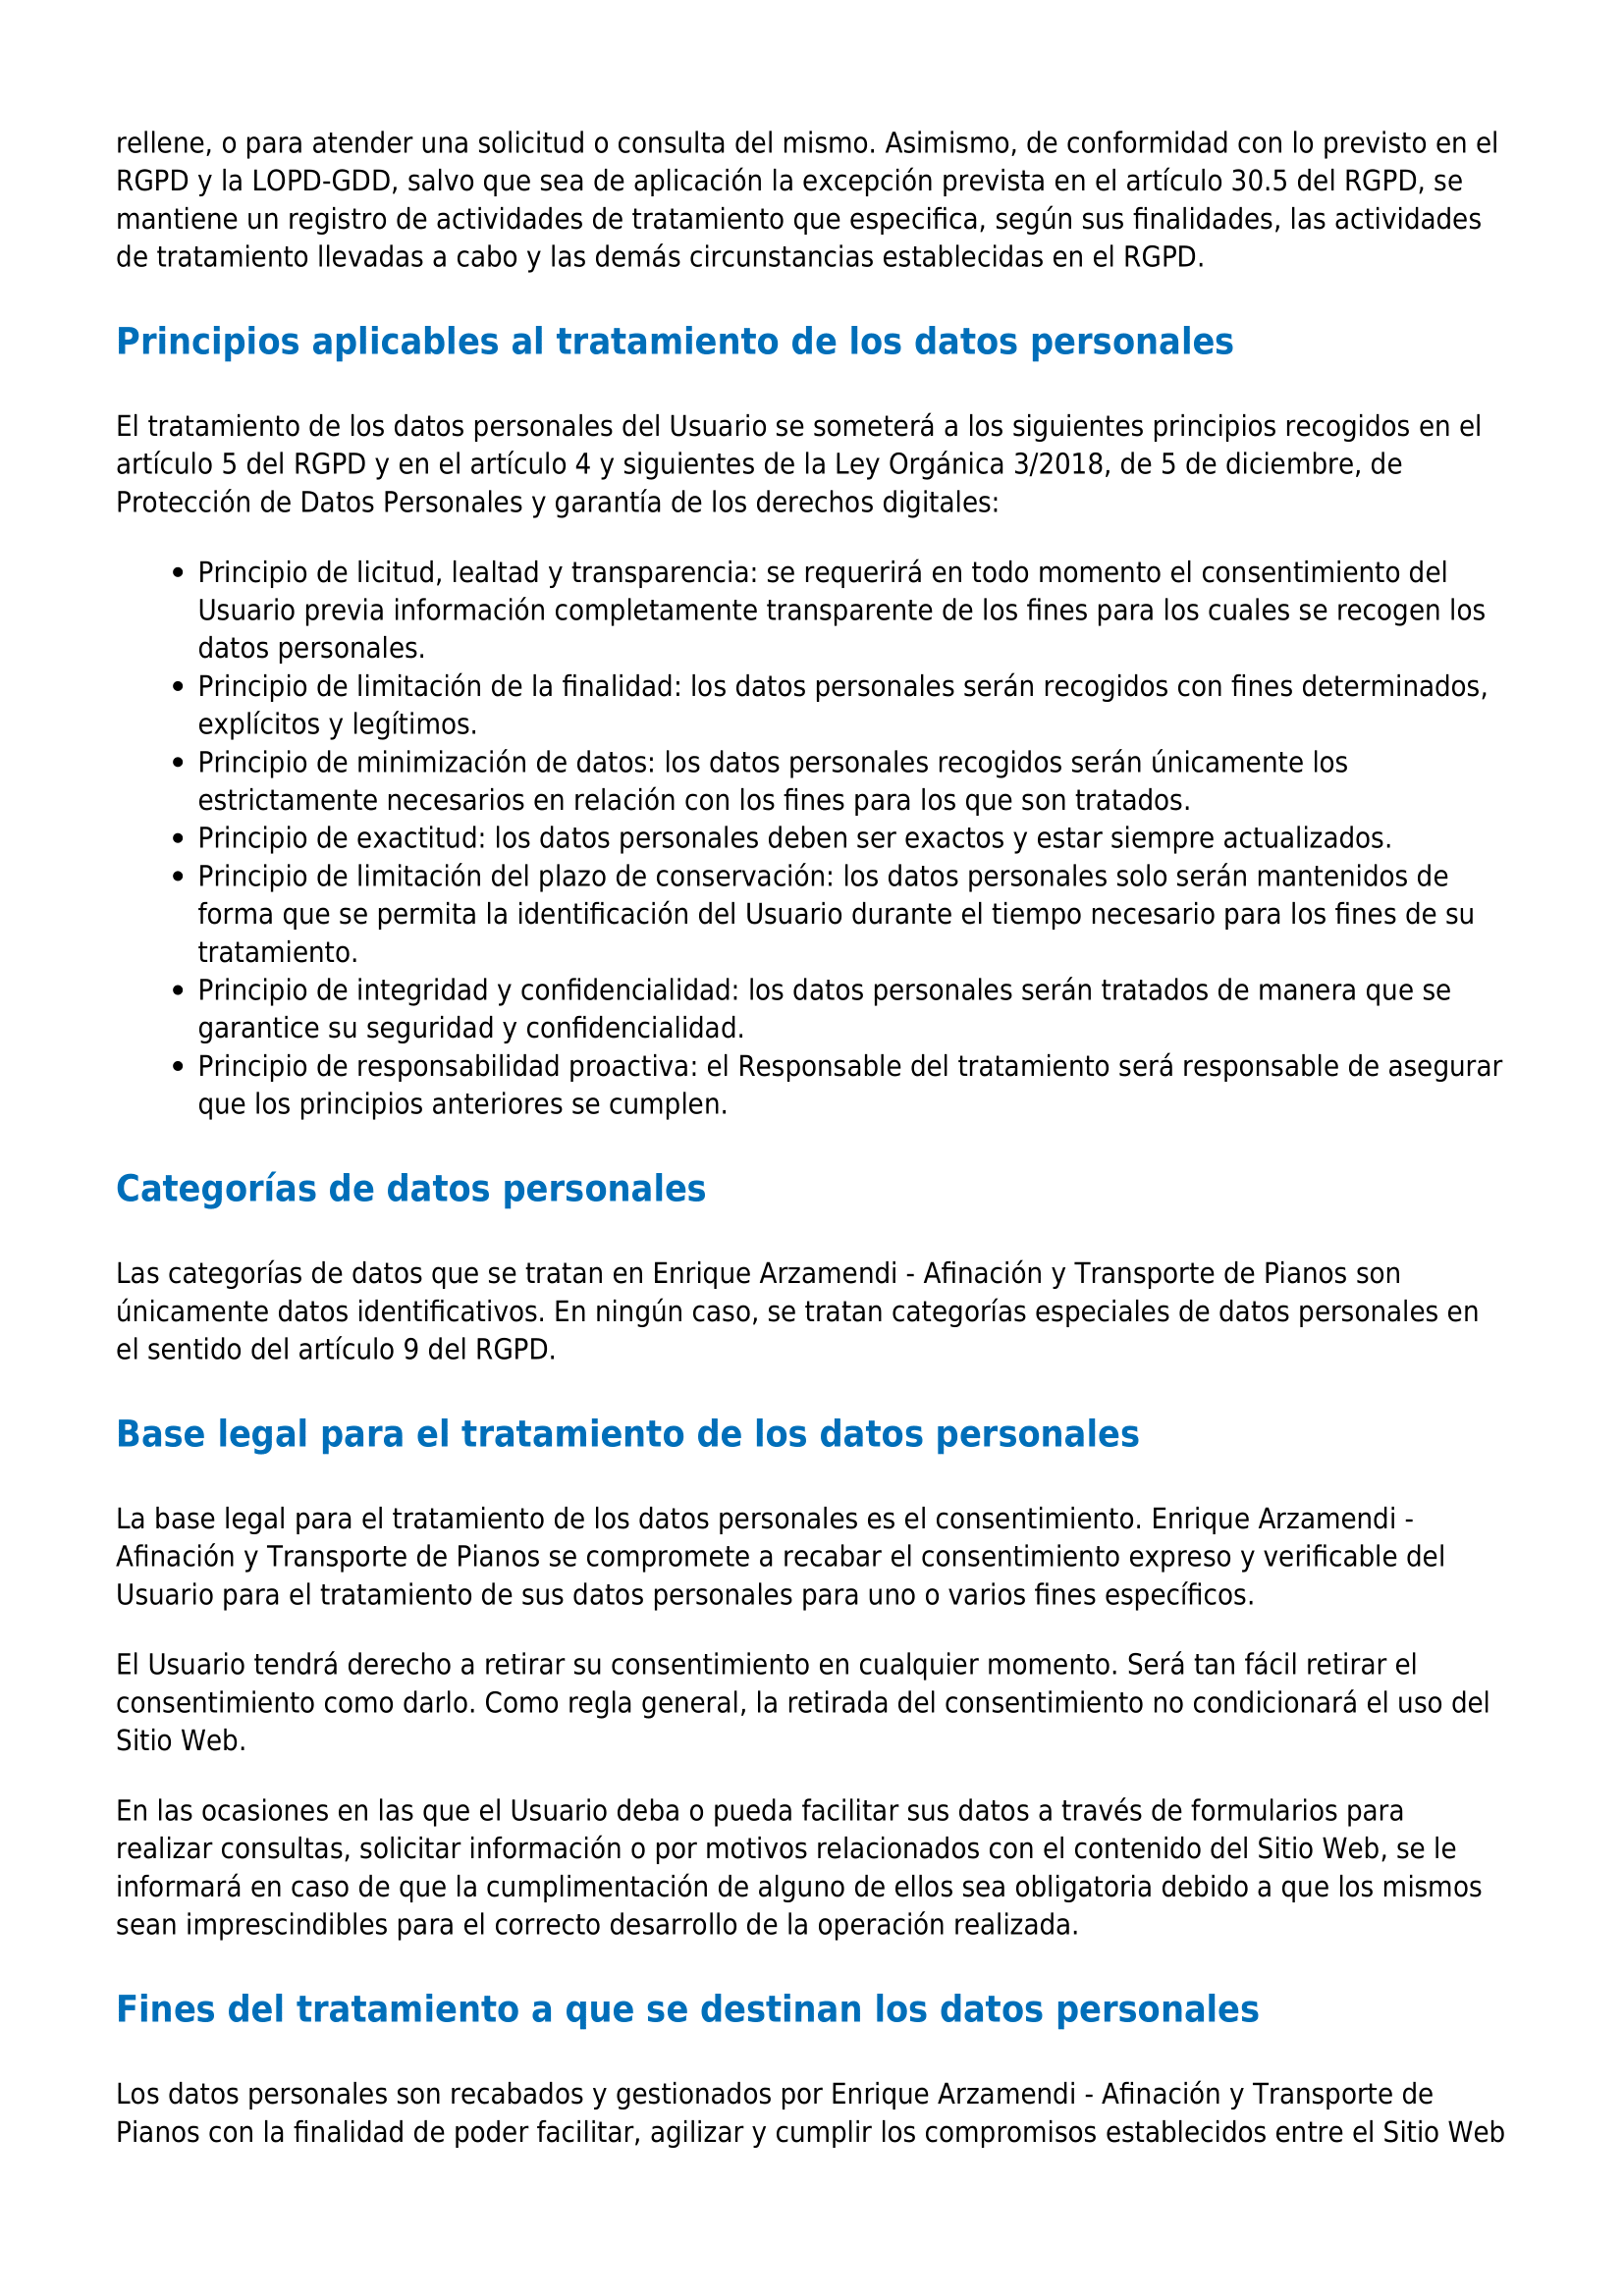 rellene, o para atender una solicitud o consulta del mismo. Asimismo, de conformidad con lo previsto en el
RGPD y la LOPD-GDD, salvo que sea de aplicación la excepción prevista en el artículo 30.5 del RGPD, se
mantiene un registro de actividades de tratamiento que especifica, según sus finalidades, las actividades
de tratamiento llevadas a cabo y las demás circunstancias establecidas en el RGPD.
Principios aplicables al tratamiento de los datos personales
El tratamiento de los datos personales del Usuario se someterá a los siguientes principios recogidos en el
artículo 5 del RGPD y en el artículo 4 y siguientes de la Ley Orgánica 3/2018, de 5 de diciembre, de
Protección de Datos Personales y garantía de los derechos digitales:
• Principio de licitud, lealtad y transparencia: se requerirá en todo momento el consentimiento del
Usuario previa información completamente transparente de los fines para los cuales se recogen los
datos personales.
• Principio de limitación de la finalidad: los datos personales serán recogidos con fines determinados,
explícitos y legítimos.
• Principio de minimización de datos: los datos personales recogidos serán únicamente los
estrictamente necesarios en relación con los fines para los que son tratados.
• Principio de exactitud: los datos personales deben ser exactos y estar siempre actualizados.
• Principio de limitación del plazo de conservación: los datos personales solo serán mantenidos de
forma que se permita la identificación del Usuario durante el tiempo necesario para los fines de su
tratamiento.
• Principio de integridad y confidencialidad: los datos personales serán tratados de manera que se
garantice su seguridad y confidencialidad.
• Principio de responsabilidad proactiva: el Responsable del tratamiento será responsable de asegurar
que los principios anteriores se cumplen.
Categorías de datos personales
Las categorías de datos que se tratan en Enrique Arzamendi - Afinación y Transporte de Pianos son
únicamente datos identificativos. En ningún caso, se tratan categorías especiales de datos personales en
el sentido del artículo 9 del RGPD.
Base legal para el tratamiento de los datos personales
La base legal para el tratamiento de los datos personales es el consentimiento. Enrique Arzamendi -
Afinación y Transporte de Pianos se compromete a recabar el consentimiento expreso y verificable del
Usuario para el tratamiento de sus datos personales para uno o varios fines específicos.
El Usuario tendrá derecho a retirar su consentimiento en cualquier momento. Será tan fácil retirar el
consentimiento como darlo. Como regla general, la retirada del consentimiento no condicionará el uso del
Sitio Web.
En las ocasiones en las que el Usuario deba o pueda facilitar sus datos a través de formularios para
realizar consultas, solicitar información o por motivos relacionados con el contenido del Sitio Web, se le
informará en caso de que la cumplimentación de alguno de ellos sea obligatoria debido a que los mismos
sean imprescindibles para el correcto desarrollo de la operación realizada.
Fines del tratamiento a que se destinan los datos personales
Los datos personales son recabados y gestionados por Enrique Arzamendi - Afinación y Transporte de
Pianos con la finalidad de poder facilitar, agilizar y cumplir los compromisos establecidos entre el Sitio Web